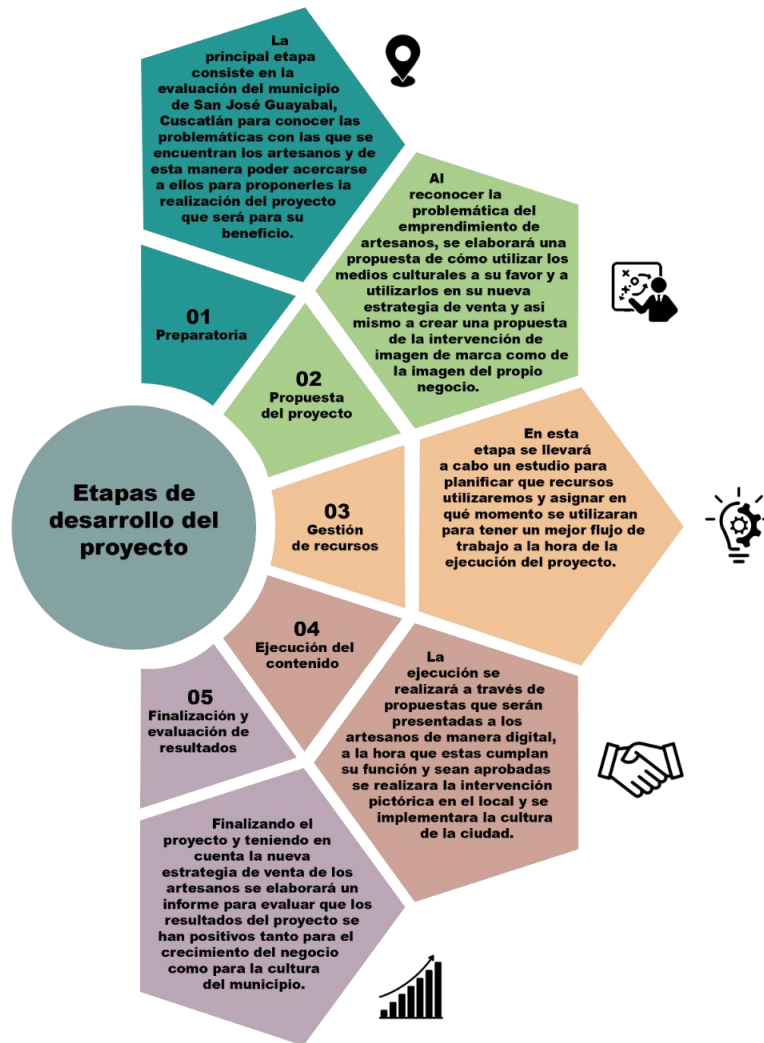 La
principal etapa
consiste en la
evaluación del municipio
de San José Guayabal,
Cuscatlán para conocer las
problemáticas con las que se
encuentran los artesanos y de
esta manera poder acercarse
a ellos para proponerles la
realización del proyecto
que será para su
beneficio.
01
Preparatoria
Al
reconocer la
problemática del
emprendimiento de
artesanos, se elaborará una
propuesta de cómo utilizar los
medios culturales a su favor y a
utilizarlos en su nueva
estrategia de venta y asi
mismo a crear una propuesta
de la intervención de
imagen de marca como de
la imagen del propio
negocio.
02
Propuesta
del proyecto
Etapas de
desarrollo del
proyecto
03
Gestión
de recursos
En esta
etapa se llevará
a cabo un estudio para
planificar que recursos
utilizaremos y asignar en
qué momento se utilizaran
para tener un mejor flujo de
trabajo a la hora de la
ejecución del proyecto.
04
Ejecución del
contenido
La
ejecución se
realizará a través de
propuestas que serán
presentadas a los
artesanos de manera digital,
a la hora que estas cumplan
su función y sean aprobadas
se realizara la intervención
pictórica en el local y se
implementara la cultura
de la ciudad.
05
Finalización y
evaluación de
resultados
Finalizando el
proyecto y teniendo en
cuenta la nueva
estrategia de venta de los
artesanos se elaborará un
informe para evaluar que los
resultados del proyecto se
han positivos tanto para el
crecimiento del negocio
como para la cultura
del municipio.